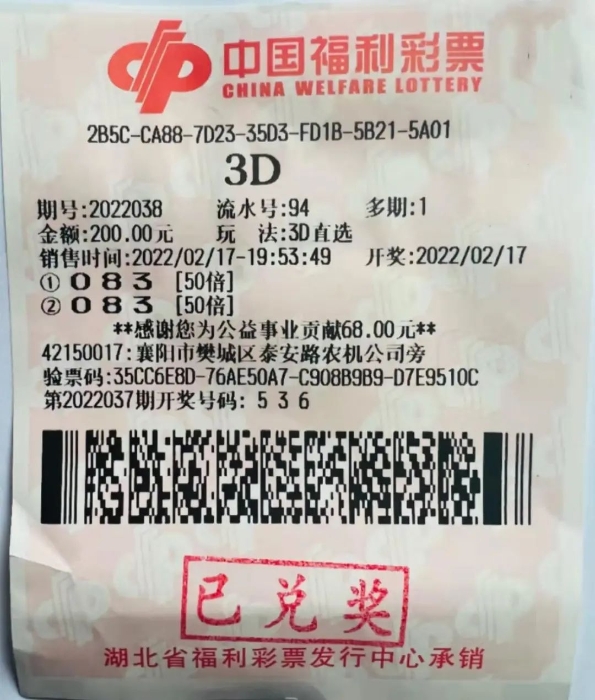 中国福利彩票
CHINA WELFARE LOTTERY
2B5C-CA88-7D23-35D3-FD1B-5B21-5A01
3D
期号:2022038 流水号:94 多期:1
金额:200.00元 玩 法:3D直选
销售时间:2022/02/17-19:53:49 开奖:2022/02/17
① 0 8 3 [50倍]
② 0 8 3 [50倍]
**感谢您为公益事业贡献68.00元**
42150017:襄阳市樊城区泰安路农机公司旁
验票码:35CC6E8D-76AE50A7-C908B9B9-D7E9510C
第2022037期开奖号码: 5 3 6
已兑奖
湖北省福利彩票发行中心承销